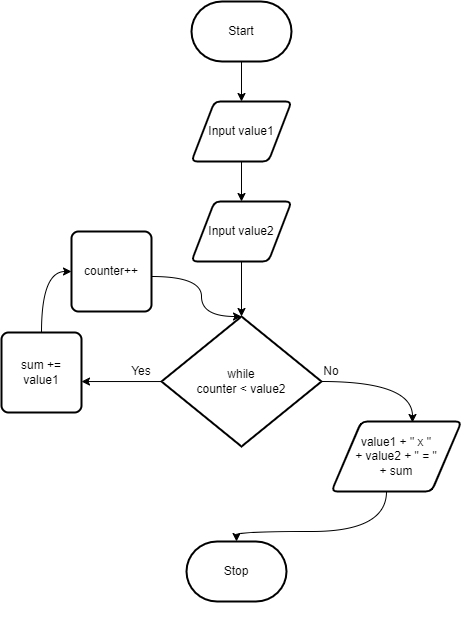 Start
Input value1
Input value2
counter++
sum +=
value1
Yes
while
counter < value2
No
value1 + " x "
+ value2 + " = "
+ sum
Stop